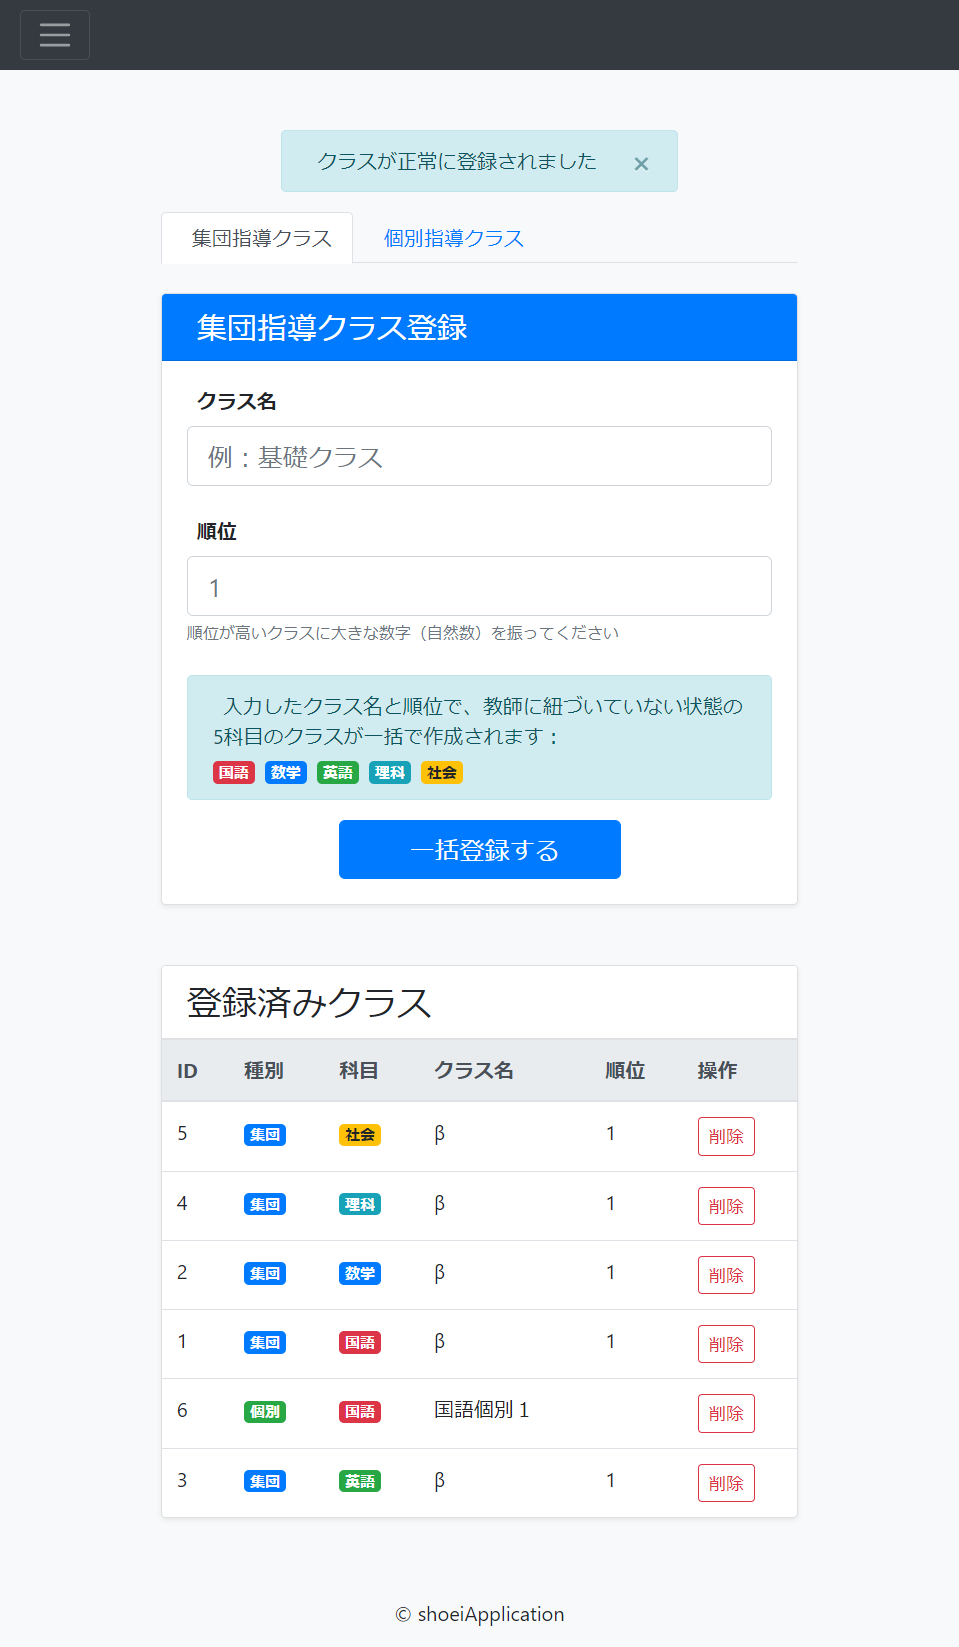 クラスが正常に登録されました ×
集団指導クラス 個別指導クラス
集団指導クラス登録
クラス名
例：基礎クラス
順位
1
順位が高いクラスに大きな数字（自然数）を振ってください
入力したクラス名と順位で、教師に紐づいていない状態の
5科目のクラスが一括で作成されます：
国語 数学 英語 理科 社会
一括登録する
登録済みクラス
ID 種別 科目 クラス名 順位 操作
5 集団 社会 β 1 削除
4 集団 理科 β 1 削除
2 集団 数学 β 1 削除
1 集団 国語 β 1 削除
6 個別 国語 国語個別１ 削除
3 集団 英語 β 1 削除
© shoeiApplication